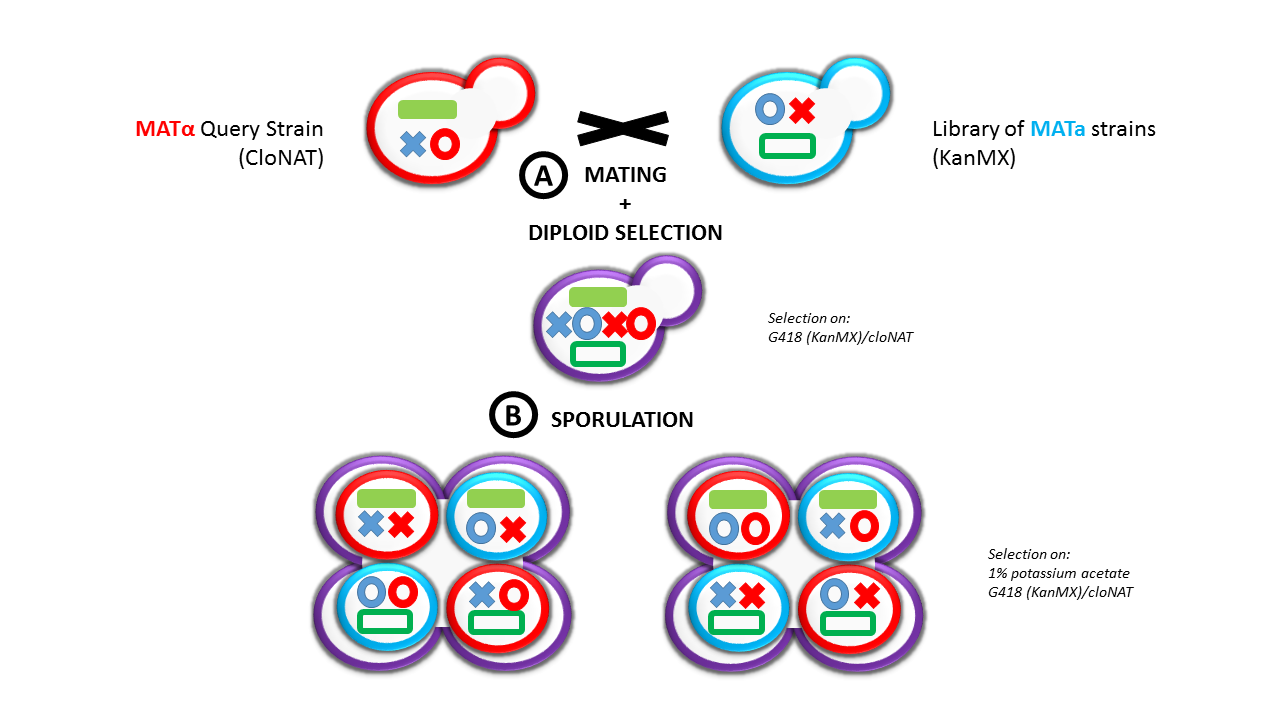 MATα Query Strain
(CloNAT)
Library of MATa strains
(KanMX)
A
MATING
+
DIPLOID SELECTION
Selection on:
G418 (KanMX)/cloNAT
B
SPORULATION
Selection on:
1% potassium acetate
G418 (KanMX)/cloNAT